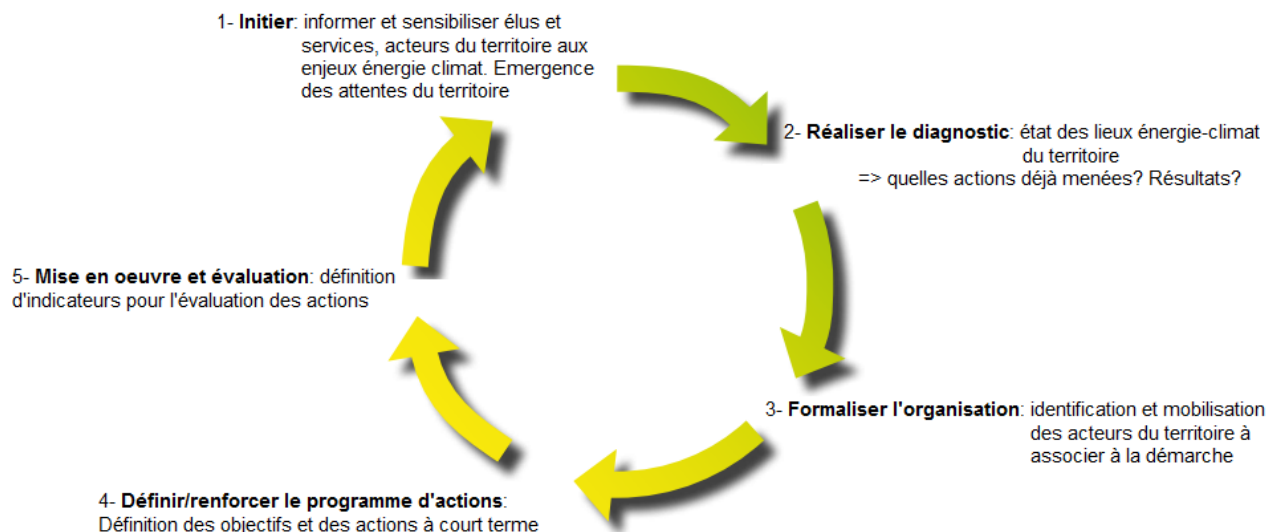 1- Initier: informer et sensibiliser élus et
services, acteurs du territoire aux
enjeux énergie climat. Emergence
des attentes du territoire
2- Réaliser le diagnostic: état des lieux énergie-climat
du territoire
=> quelles actions déjà menées? Résultats?
3- Formaliser l'organisation: identification et mobilisation
des acteurs du territoire à
associer à la démarche
4- Définir/renforcer le programme d'actions:
Définition des objectifs et des actions à court terme
5- Mise en oeuvre et évaluation: définition
d'indicateurs pour l'évaluation des actions